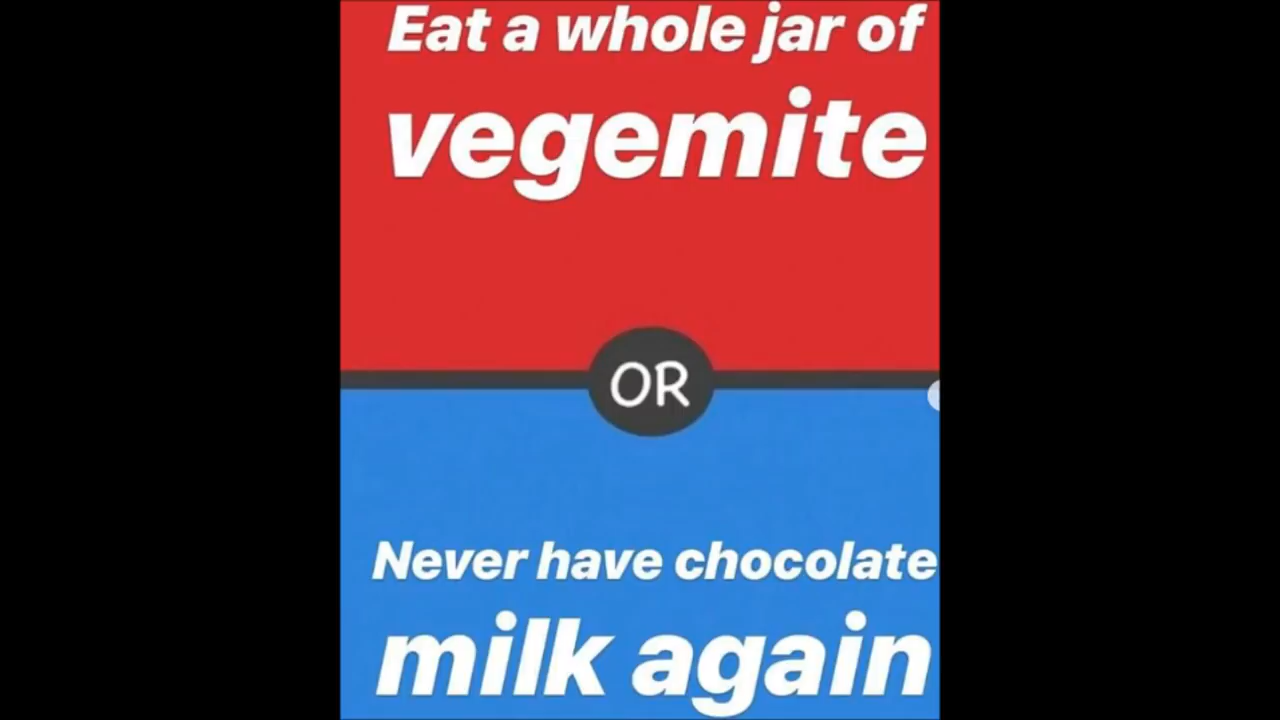 Eat a whole jar of
vegemite
OR
Never have chocolate
milk again